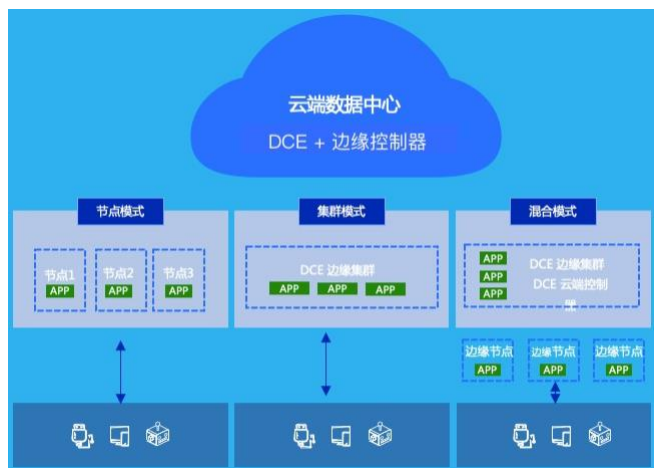 云端数据中心
DCE + 边缘控制器
节点模式
节点1
APP
节点2
APP
节点3
APP
集群模式
DCE 边缘集群
APP
APP
APP
混合模式
APP
APP
APP
DCE 边缘集群
DCE 云端控制
器
边缘节点
APP
边缘节点
APP
边缘节点
APP